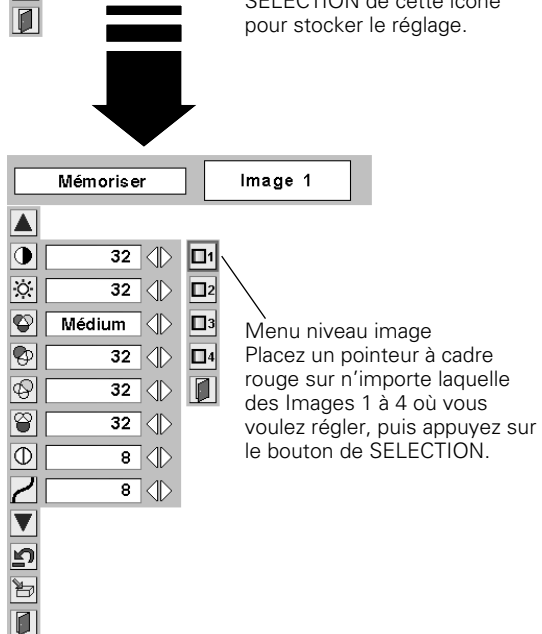 SELECTION de cette icône
pour stocker le réglage.
Mémoriser
Image 1
32
1
32
2
Médium
3
32
4
32
32
8
8
Menu niveau image
Placez un pointeur à cadre
rouge sur n’importe laquelle
des Images 1 à 4 où vous
voulez régler, puis appuyez sur
le bouton de SELECTION.